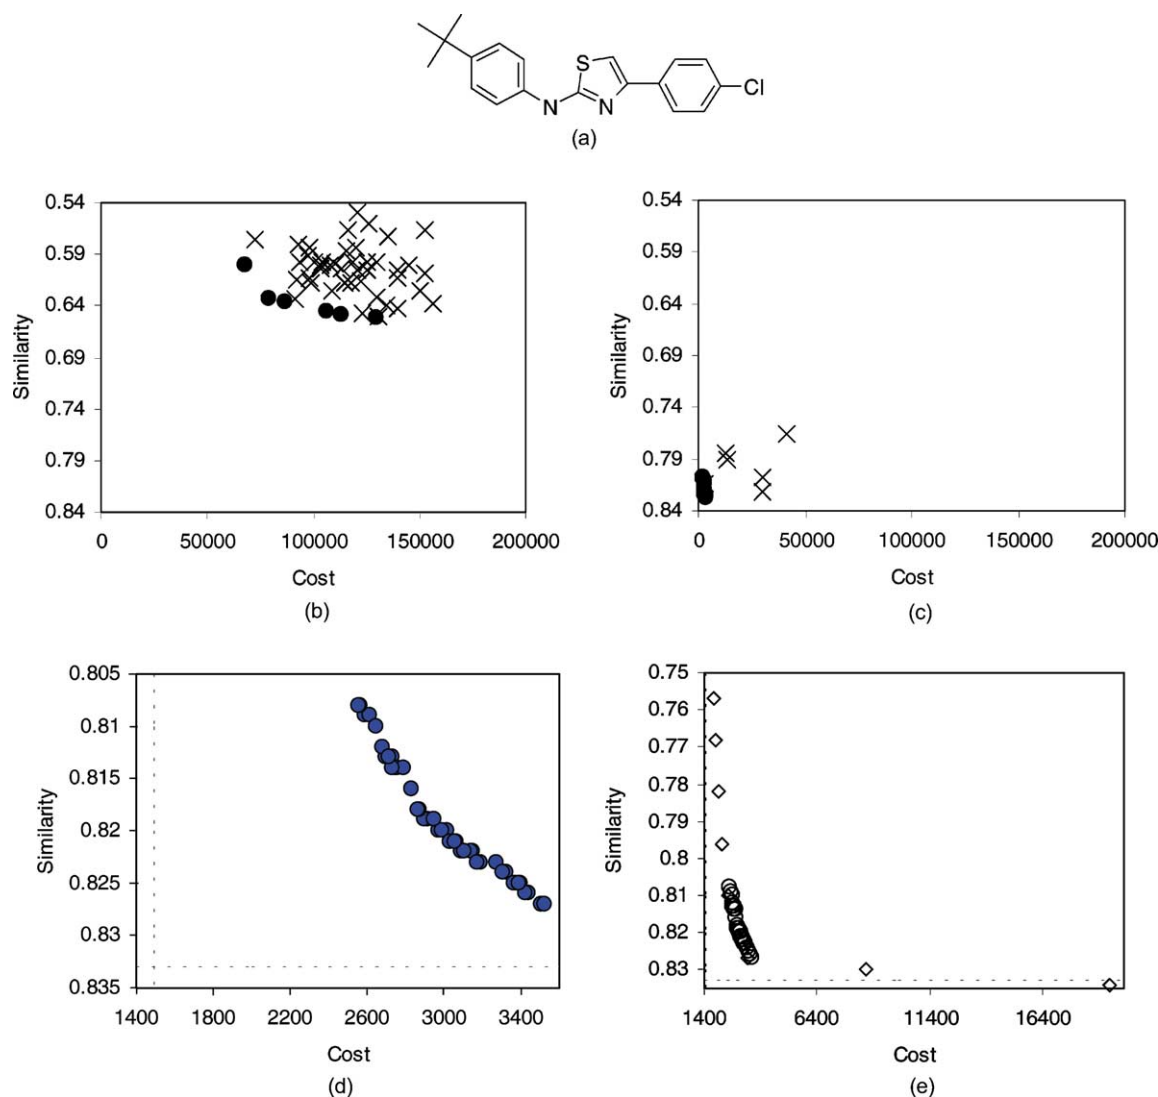 S
N
N
Cl
(a)
0.54
0.59
0.64
0.69
0.74
0.79
0.84
Similarity
0 50000 100000 150000 200000
Cost
(b)
0.54
0.59
0.64
0.69
0.74
0.79
0.84
Similarity
0 50000 100000 150000 200000
Cost
(c)
0.805
0.81
0.815
0.82
0.825
0.83
0.835
Similarity
1400 1800 2200 2600 3000 3400
Cost
(d)
0.75
0.76
0.77
0.78
0.79
0.8
0.81
0.82
0.83
Similarity
1400 6400 11400 16400
Cost
(e)